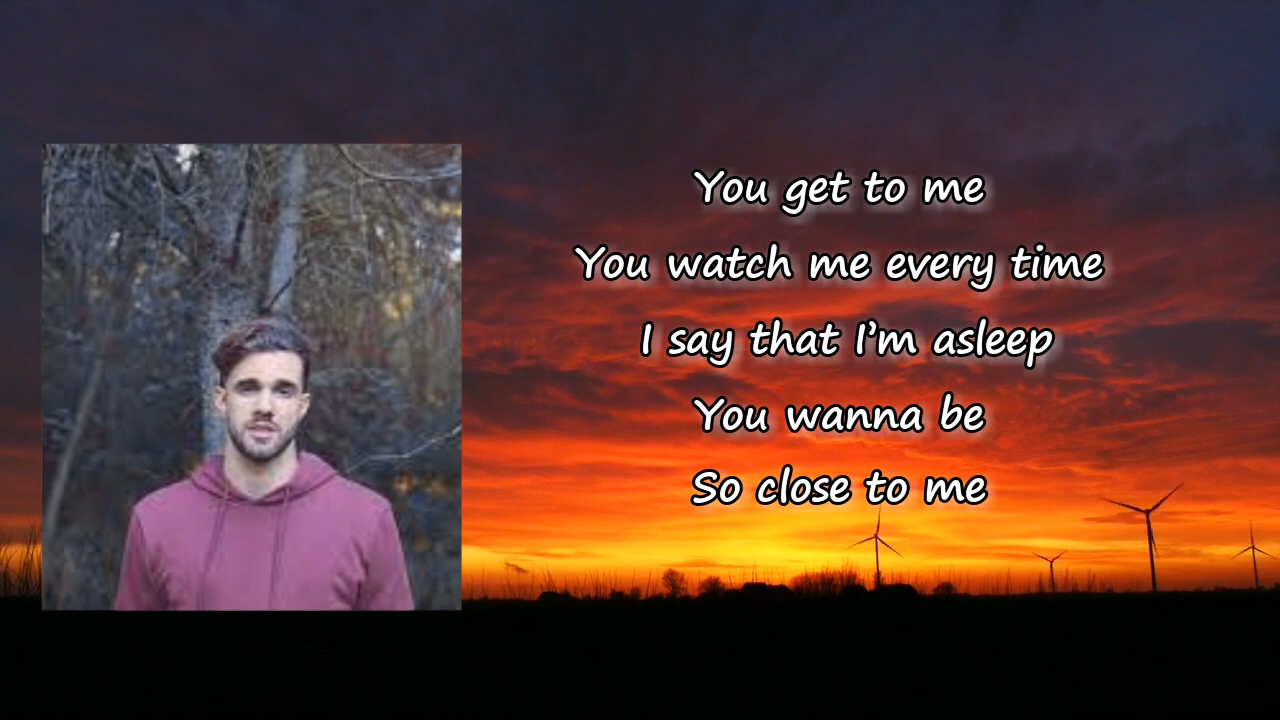 You get to me
You watch me every time
I say that I’m asleep
You wanna be
So close to me